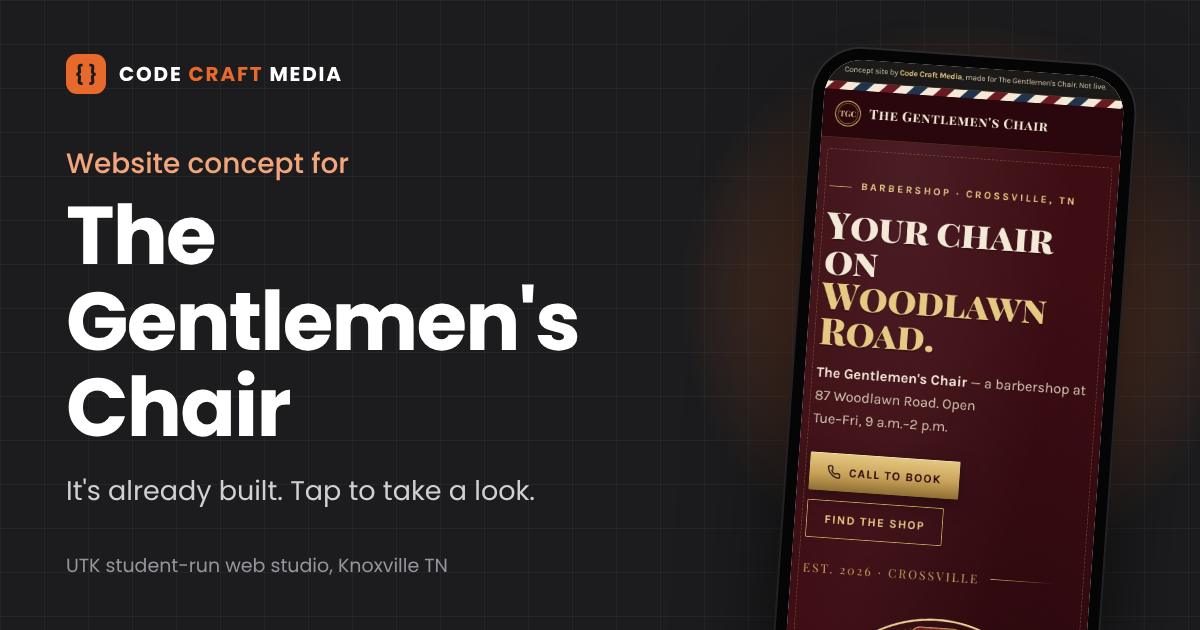 { }
CODE CRAFT MEDIA
Website concept for
The
Gentlemen's
Chair
It's already built. Tap to take a look.
UTK student-run web studio, Knoxville TN
Concept site by Code Craft Media, made for The Gentlemen's Chair. Not live.
TGC
The Gentlemen's Chair
BARBERSHOP · CROSSVILLE, TN
YOUR CHAIR
ON
WOODLAWN
ROAD.
The Gentlemen's Chair — a barbershop at
87 Woodlawn Road. Open
Tue–Fri, 9 a.m.–2 p.m.
CALL TO BOOK
FIND THE SHOP
EST. 2026 · CROSSVILLE